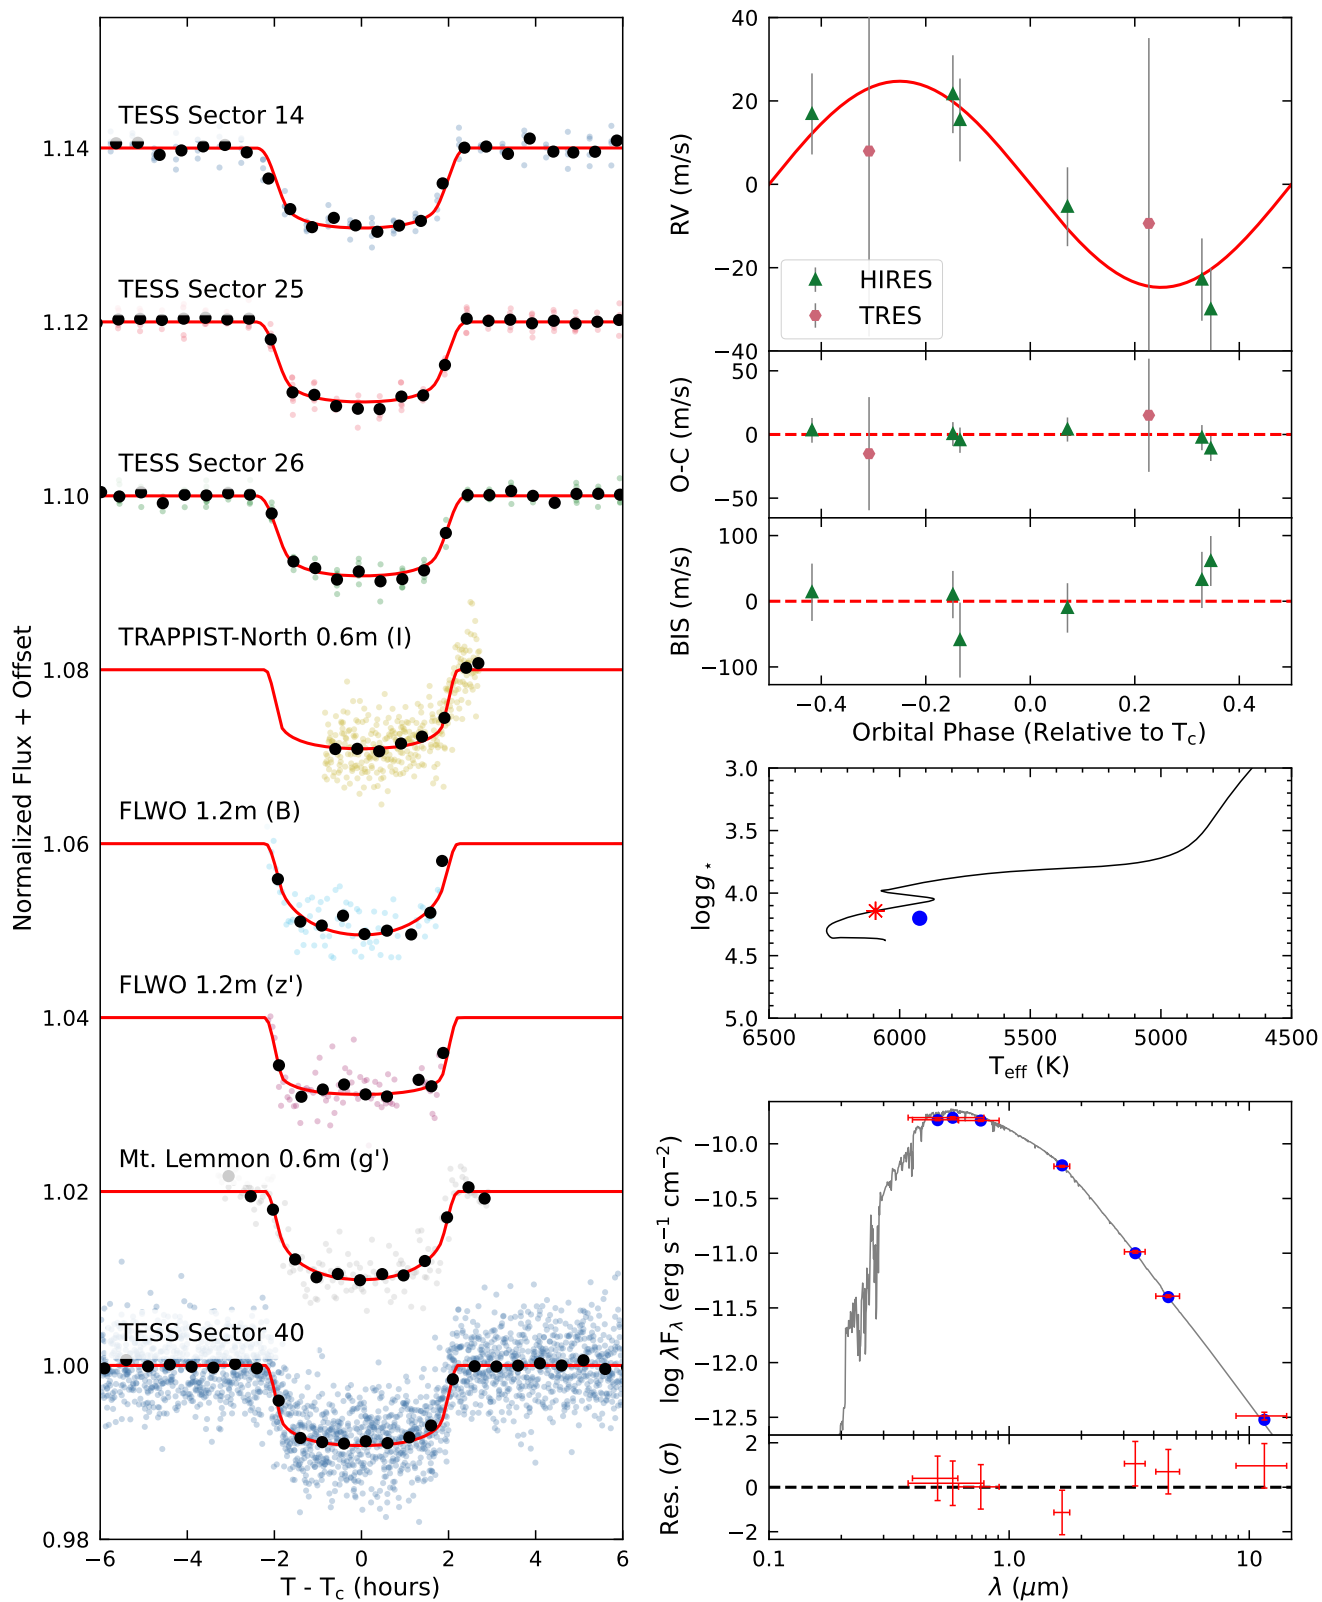 Normalized Flux + Offset
1.14
1.12
1.10
1.08
1.06
1.04
1.02
1.00
0.98
TESS Sector 14
TESS Sector 25
TESS Sector 26
TRAPPIST-North 0.6m (I)
FLWO 1.2m (B)
FLWO 1.2m (z')
Mt. Lemmon 0.6m (g')
TESS Sector 40
−6 −4 −2 0 2 4 6
T - T_c (hours)
RV (m/s)
40
20
0
−20
−40
HIRES
TRES
O-C (m/s)
50
0
−50
BIS (m/s)
100
0
−100
−0.4 −0.2 0.0 0.2 0.4
Orbital Phase (Relative to T_c)
log g⋆
3.0
3.5
4.0
4.5
5.0
6500 6000 5500 5000 4500
T_eff (K)
log λF_λ (erg s⁻¹ cm⁻²)
−10.0
−10.5
−11.0
−11.5
−12.0
−12.5
Res. (σ)
2
0
−2
0.1 1.0 10
λ (μm)